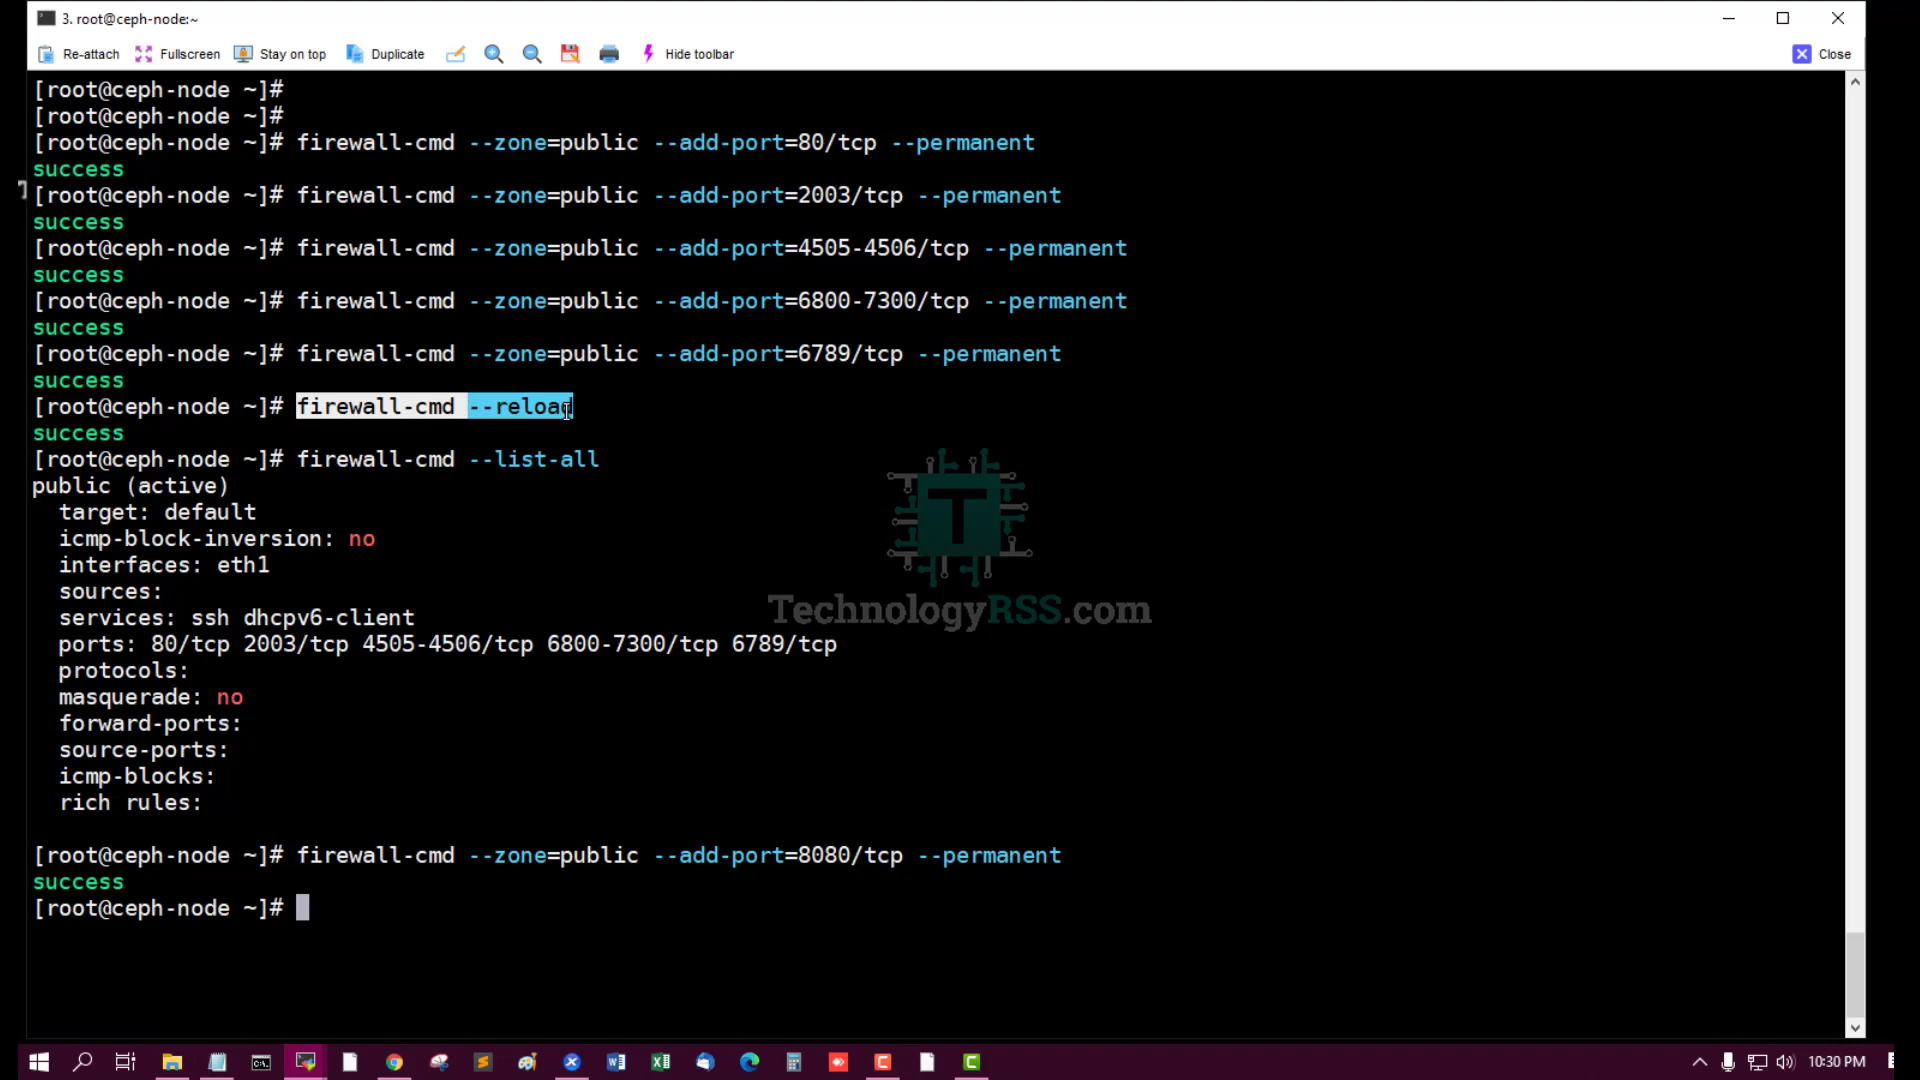 3. root@ceph-node:~
Re-attach Fullscreen Stay on top Duplicate Hide toolbar Close
[root@ceph-node ~]#
[root@ceph-node ~]#
[root@ceph-node ~]# firewall-cmd --zone=public --add-port=80/tcp --permanent
success
[root@ceph-node ~]# firewall-cmd --zone=public --add-port=2003/tcp --permanent
success
[root@ceph-node ~]# firewall-cmd --zone=public --add-port=4505-4506/tcp --permanent
success
[root@ceph-node ~]# firewall-cmd --zone=public --add-port=6800-7300/tcp --permanent
success
[root@ceph-node ~]# firewall-cmd --zone=public --add-port=6789/tcp --permanent
success
[root@ceph-node ~]# firewall-cmd --reload
success
[root@ceph-node ~]# firewall-cmd --list-all
public (active)
  target: default
  icmp-block-inversion: no
  interfaces: eth1
  sources:
  services: ssh dhcpv6-client
  ports: 80/tcp 2003/tcp 4505-4506/tcp 6800-7300/tcp 6789/tcp
  protocols:
  masquerade: no
  forward-ports:
  source-ports:
  icmp-blocks:
  rich rules:
[root@ceph-node ~]# firewall-cmd --zone=public --add-port=8080/tcp --permanent
success
[root@ceph-node ~]#
T
TechnologyRSS.com
10:30 PM